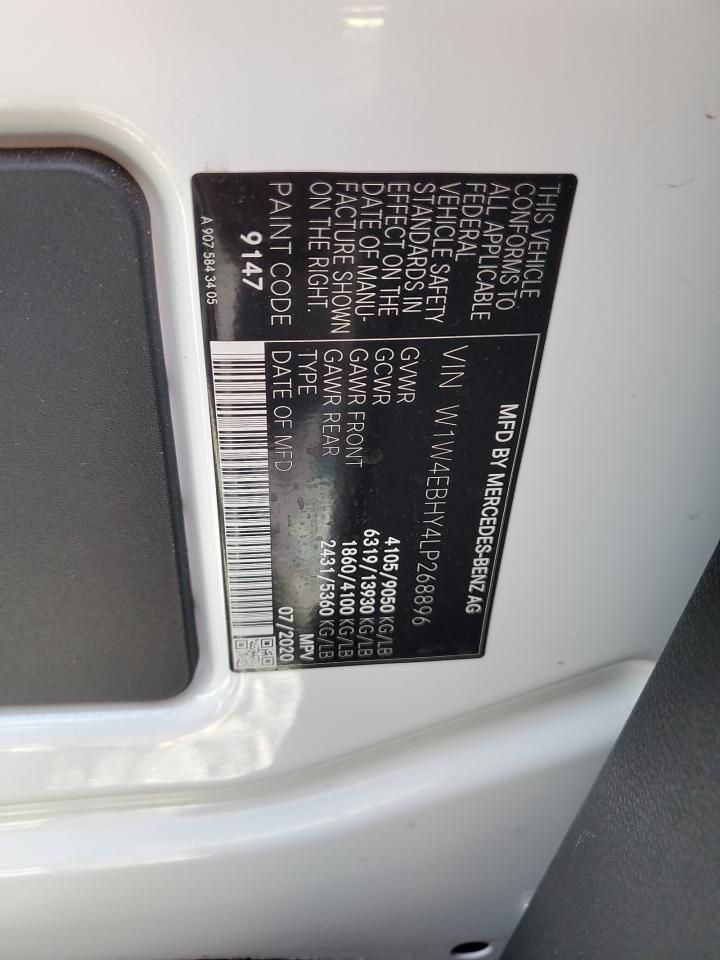 MFD BY MERCEDES-BENZ AG
VIN W1W4EBHY4LP268896
GVWR 4105/9050 KG/LB
GCWR 6319/13930 KG/LB
GAWR FRONT 1860/4100 KG/LB
GAWR REAR 2431/5360 KG/LB
TYPE MPV
DATE OF MFD 07/2020
THIS VEHICLE
CONFORMS TO
ALL APPLICABLE
FEDERAL
VEHICLE SAFETY
STANDARDS IN
EFFECT ON THE
DATE OF MANU-
FACTURE SHOWN
ON THE RIGHT.
PAINT CODE
9147
A 907 584 34 05